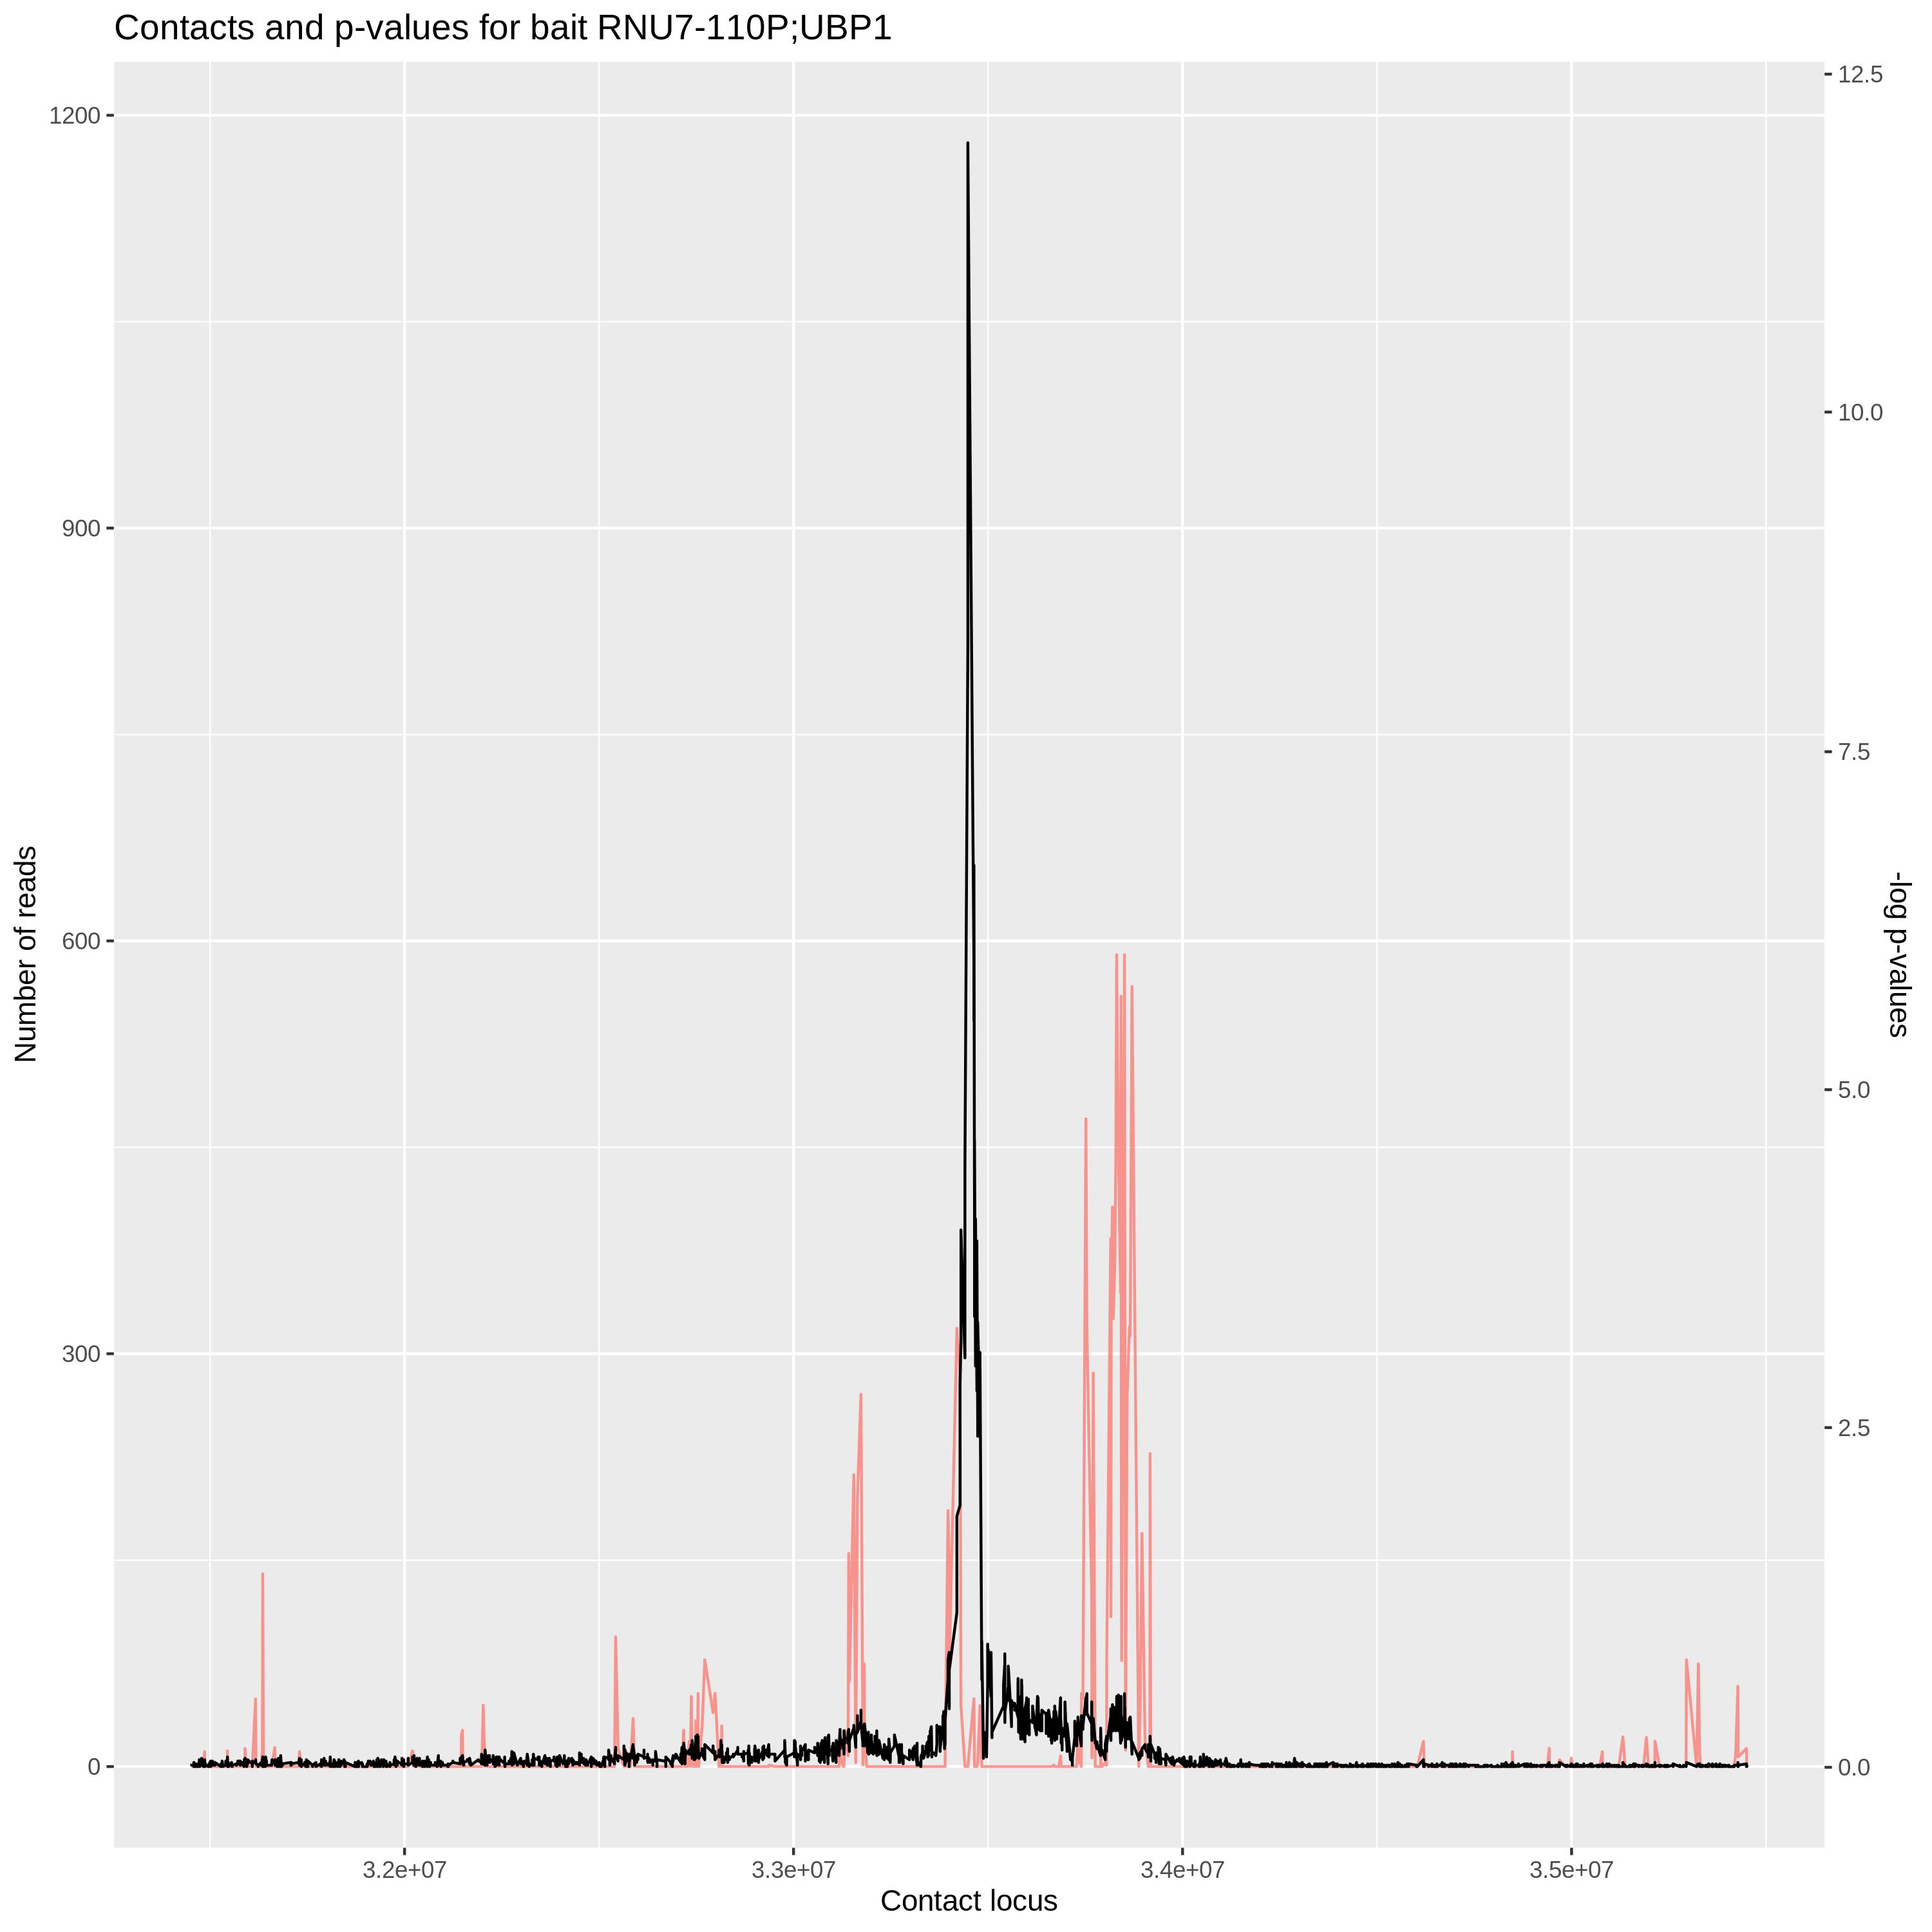 Contacts and p-values for bait RNU7-110P;UBP1
1200
900
600
300
0
Number of reads
12.5
10.0
7.5
5.0
2.5
0.0
-log p-values
3.2e+07
3.3e+07
3.4e+07
3.5e+07
Contact locus